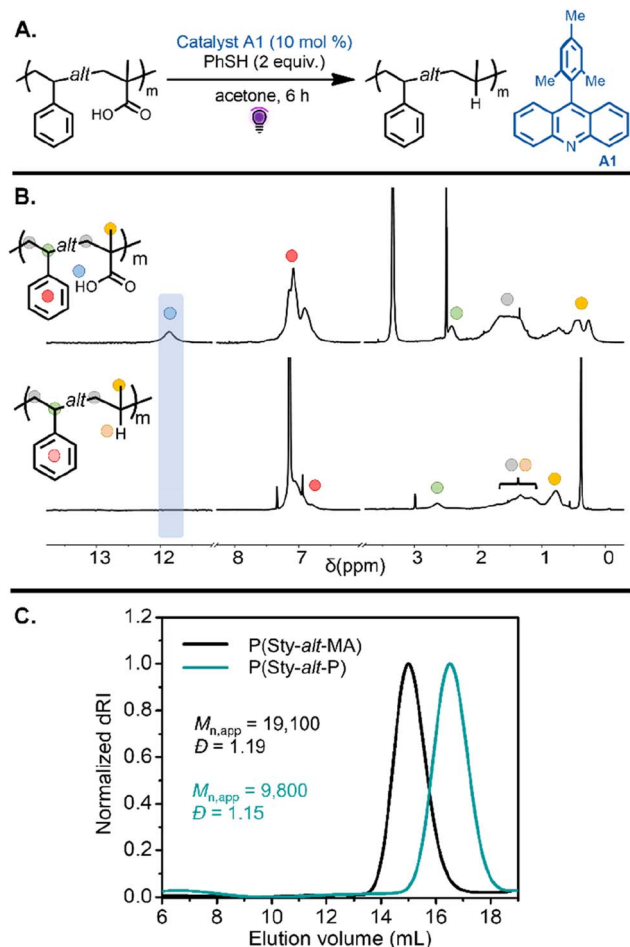 A.
alt
m
HO
O
Catalyst A1 (10 mol %)
PhSH (2 equiv.)
acetone, 6 h
alt
m
H
Me
Me
Me
N
A1
B.
alt
m
HO
O
alt
m
H
13
12
11
8
7
6
3
2
1
0
δ(ppm)
C.
Normalized dRI
1.2
1.0
0.8
0.6
0.4
0.2
0.0
P(Sty-alt-MA)
P(Sty-alt-P)
Mn,app = 19,100
Đ = 1.19
Mn,app = 9,800
Đ = 1.15
6
8
10
12
14
16
18
Elution volume (mL)